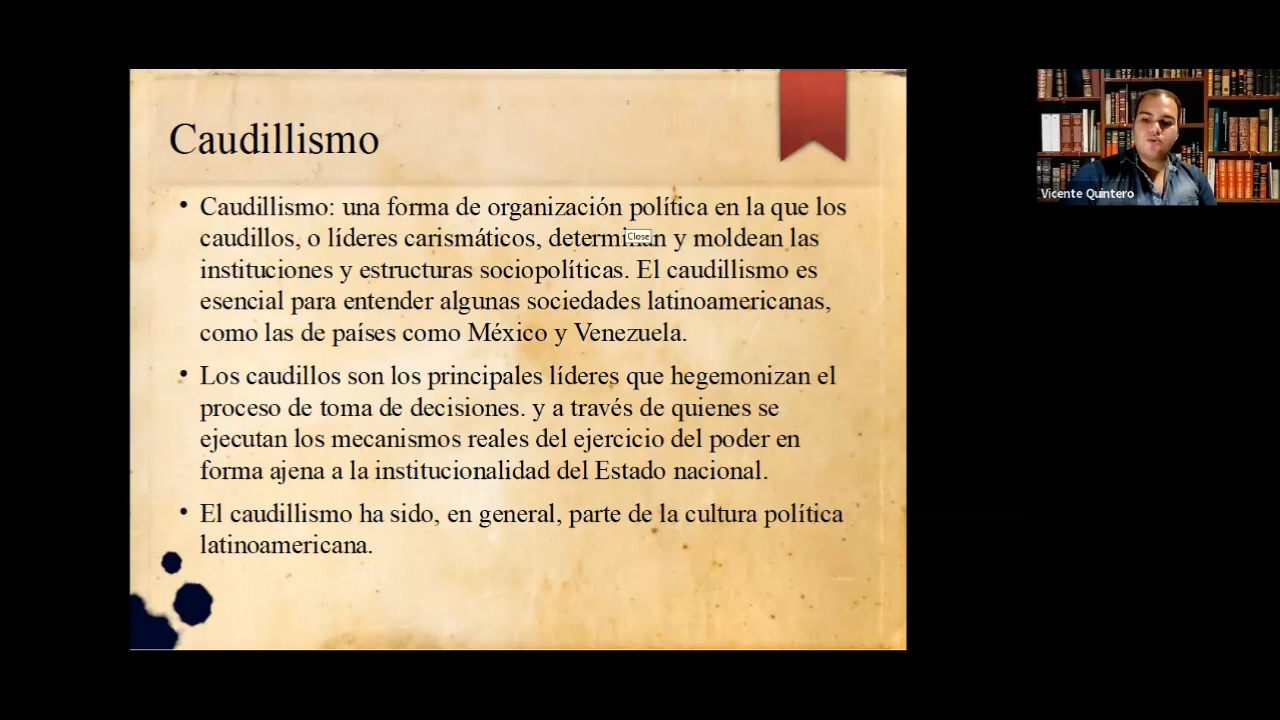 Caudillismo
• Caudillismo: una forma de organización política en la que los
caudillos, o líderes carismáticos, determinan y moldean las
Close
instituciones y estructuras sociopolíticas. El caudillismo es
esencial para entender algunas sociedades latinoamericanas,
como las de países como México y Venezuela.
• Los caudillos son los principales líderes que hegemonizan el
proceso de toma de decisiones. y a través de quienes se
ejecutan los mecanismos reales del ejercicio del poder en
forma ajena a la institucionalidad del Estado nacional.
• El caudillismo ha sido, en general, parte de la cultura política
latinoamericana.
Vicente Quintero